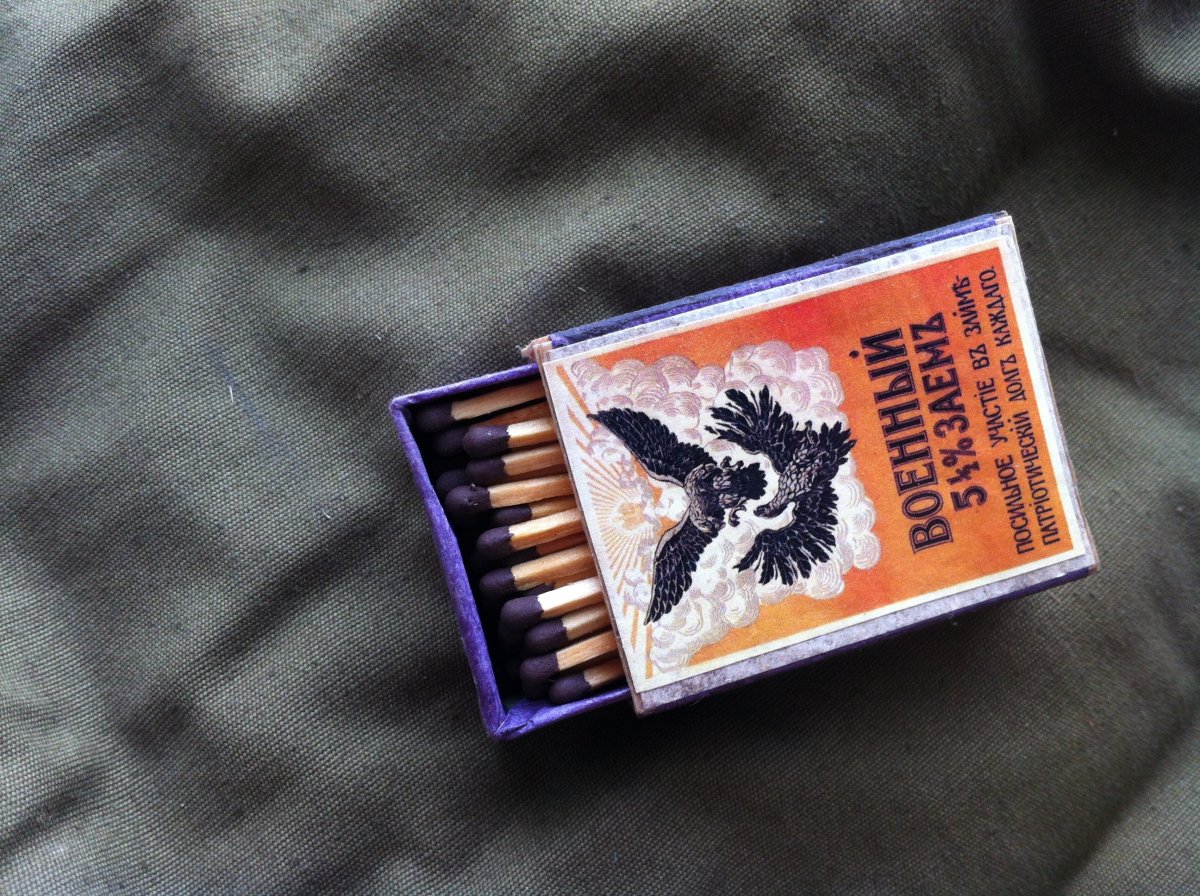 ВОЕННЫЙ
5½% ЗАЕМЪ
ПОСИЛЬНОЕ УЧАСТІЕ ВЪ ЗАЙМѢ-
ПАТРІОТИЧЕСКІЙ ДОЛГЪ КАЖДАГО.